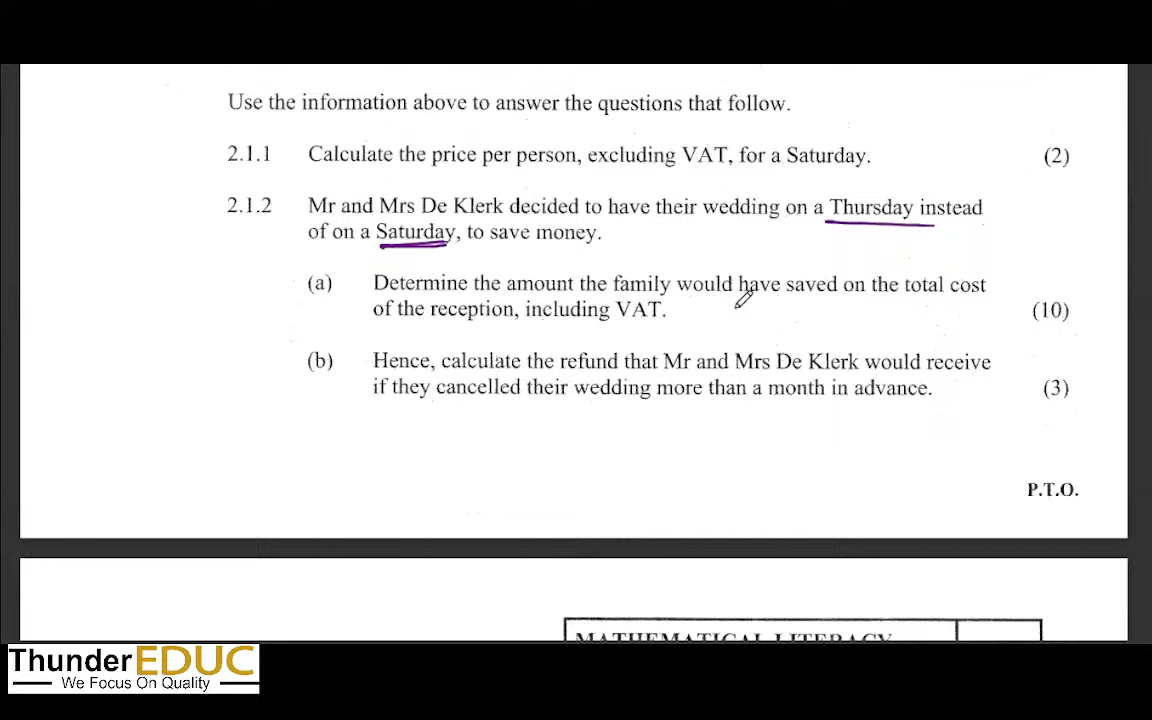 Use the information above to answer the questions that follow.
2.1.1 Calculate the price per person, excluding VAT, for a Saturday. (2)
2.1.2 Mr and Mrs De Klerk decided to have their wedding on a Thursday instead
of on a Saturday, to save money.
(a) Determine the amount the family would have saved on the total cost
of the reception, including VAT. (10)
(b) Hence, calculate the refund that Mr and Mrs De Klerk would receive
if they cancelled their wedding more than a month in advance. (3)
P.T.O.
MATHEMATICAL LITERACY
ThunderEDUC
We Focus On Quality